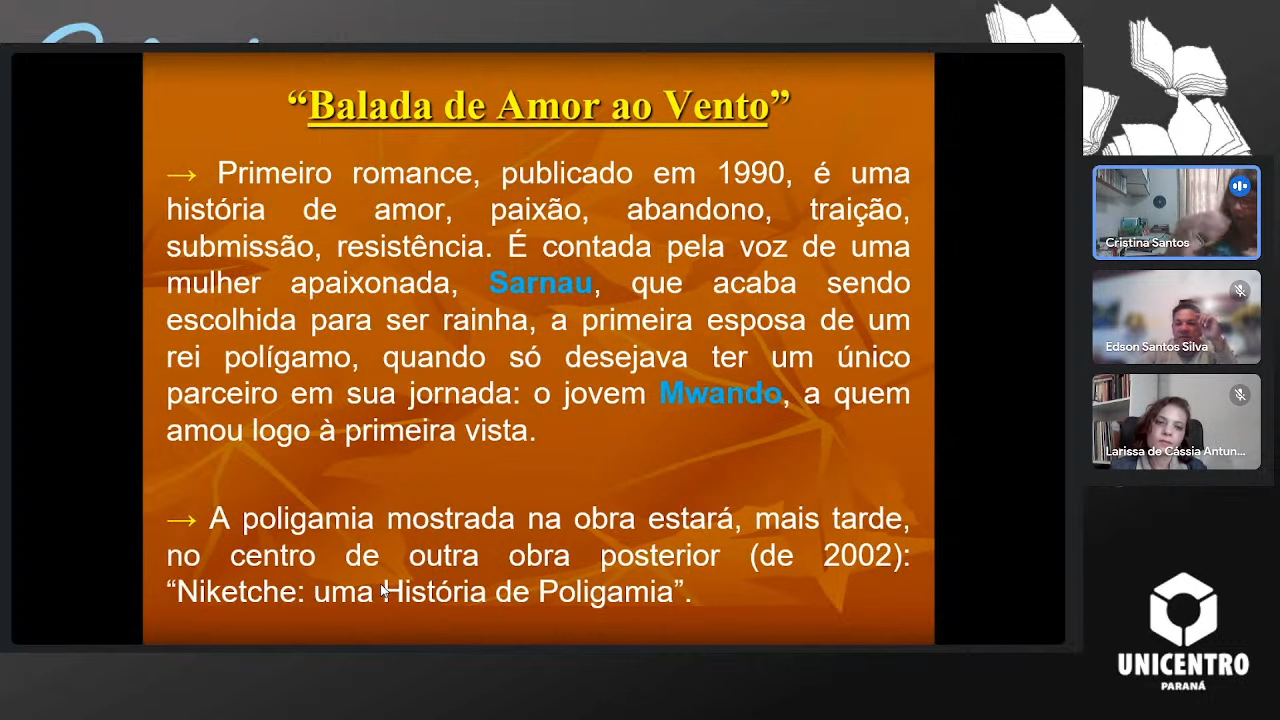 “Balada de Amor ao Vento”
→ Primeiro romance, publicado em 1990, é uma
história de amor, paixão, abandono, traição,
submissão, resistência. É contada pela voz de uma
mulher apaixonada, Sarnau, que acaba sendo
escolhida para ser rainha, a primeira esposa de um
rei polígamo, quando só desejava ter um único
parceiro em sua jornada: o jovem Mwando, a quem
amou logo à primeira vista.
→ A poligamia mostrada na obra estará, mais tarde,
no centro de outra obra posterior (de 2002):
“Niketche: uma História de Poligamia”.
Cristina Santos
Edson Santos Silva
Larissa de Cássia Antun...
UNICENTRO
PARANÁ